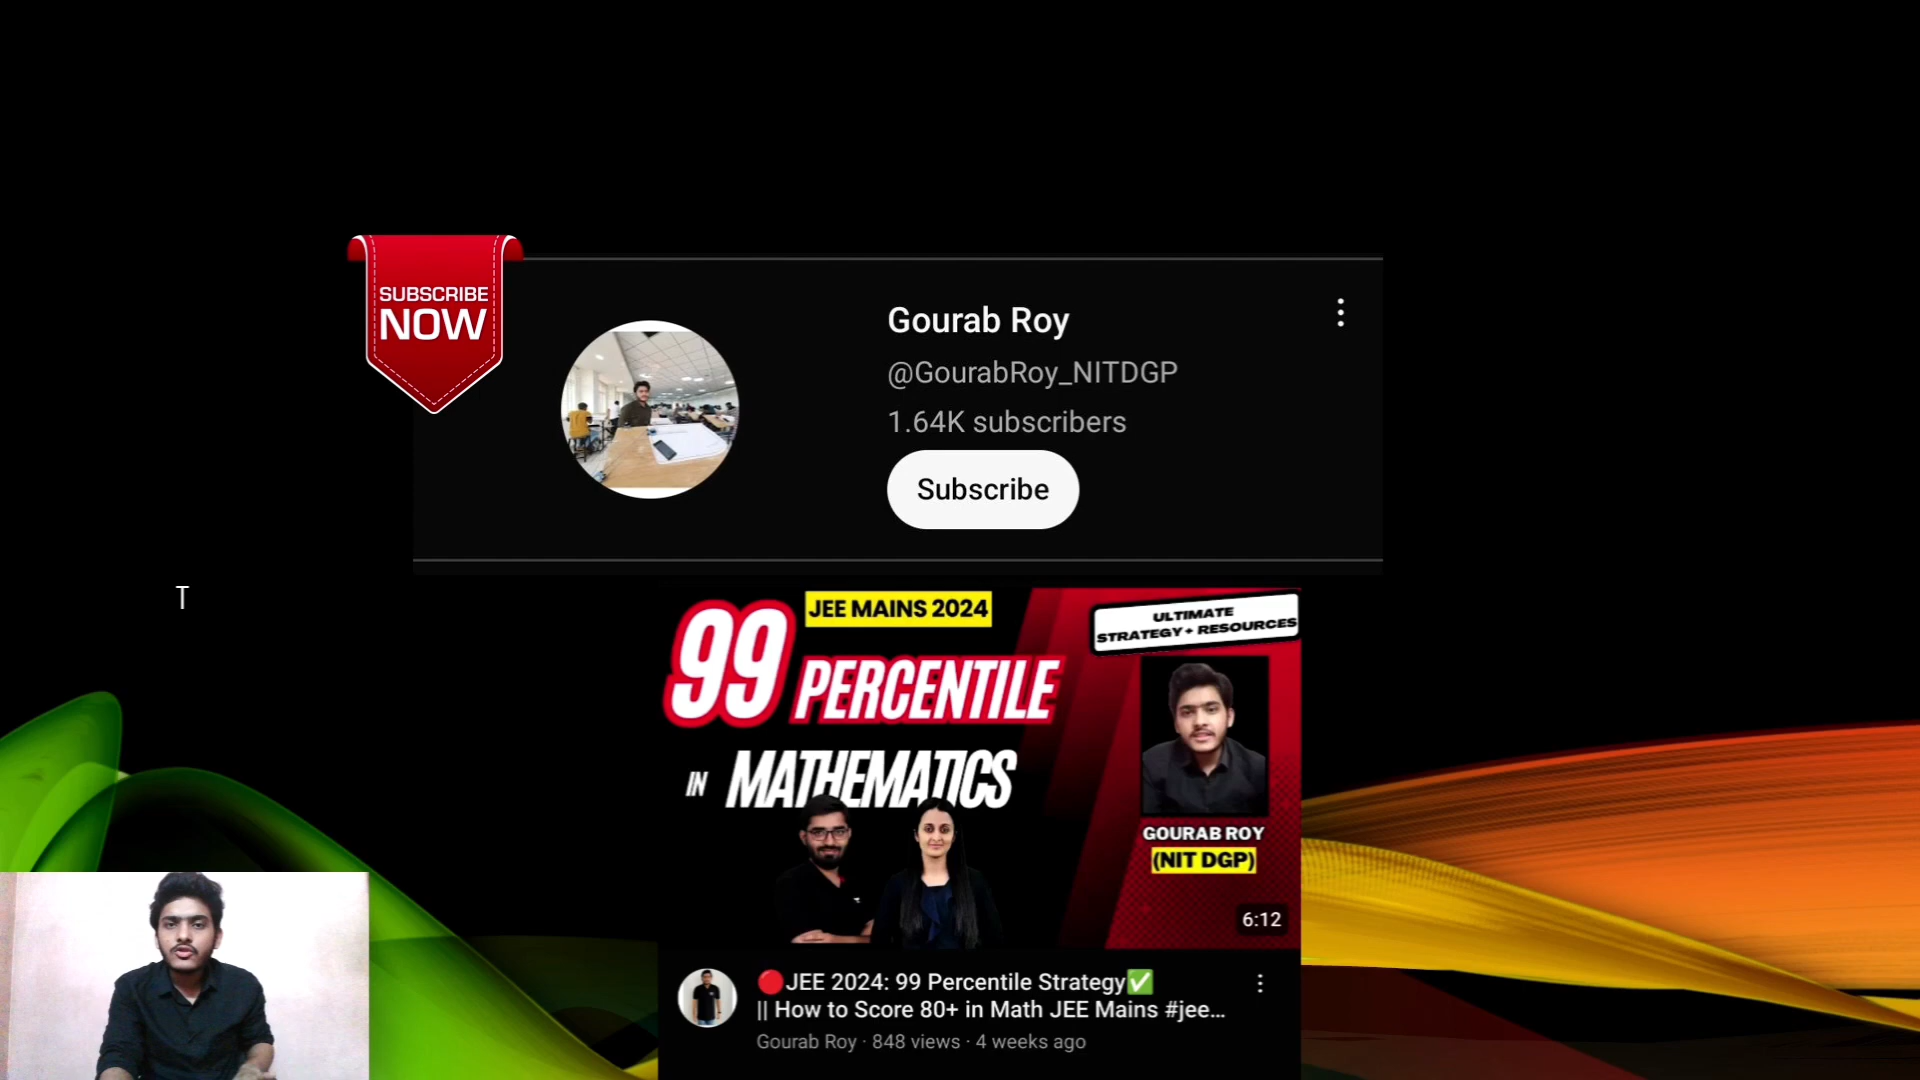 SUBSCRIBE
NOW
Gourab Roy
@GourabRoy_NITDGP
1.64K subscribers
Subscribe
T
JEE MAINS 2024
99 PERCENTILE
IN MATHEMATICS
ULTIMATE
STRATEGY+ RESOURCES
GOURAB ROY
(NIT DGP)
6:12
🔴JEE 2024: 99 Percentile Strategy✅
|| How to Score 80+ in Math JEE Mains #jee...
Gourab Roy · 848 views · 4 weeks ago